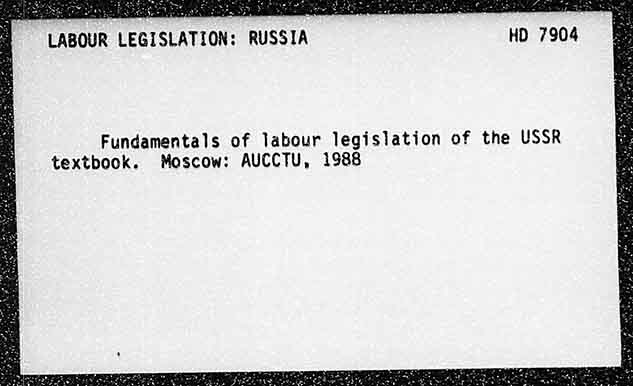 LABOUR LEGISLATION: RUSSIA HD 7904
Fundamentals of labour legislation of the USSR
textbook. Moscow: AUCCTU, 1988